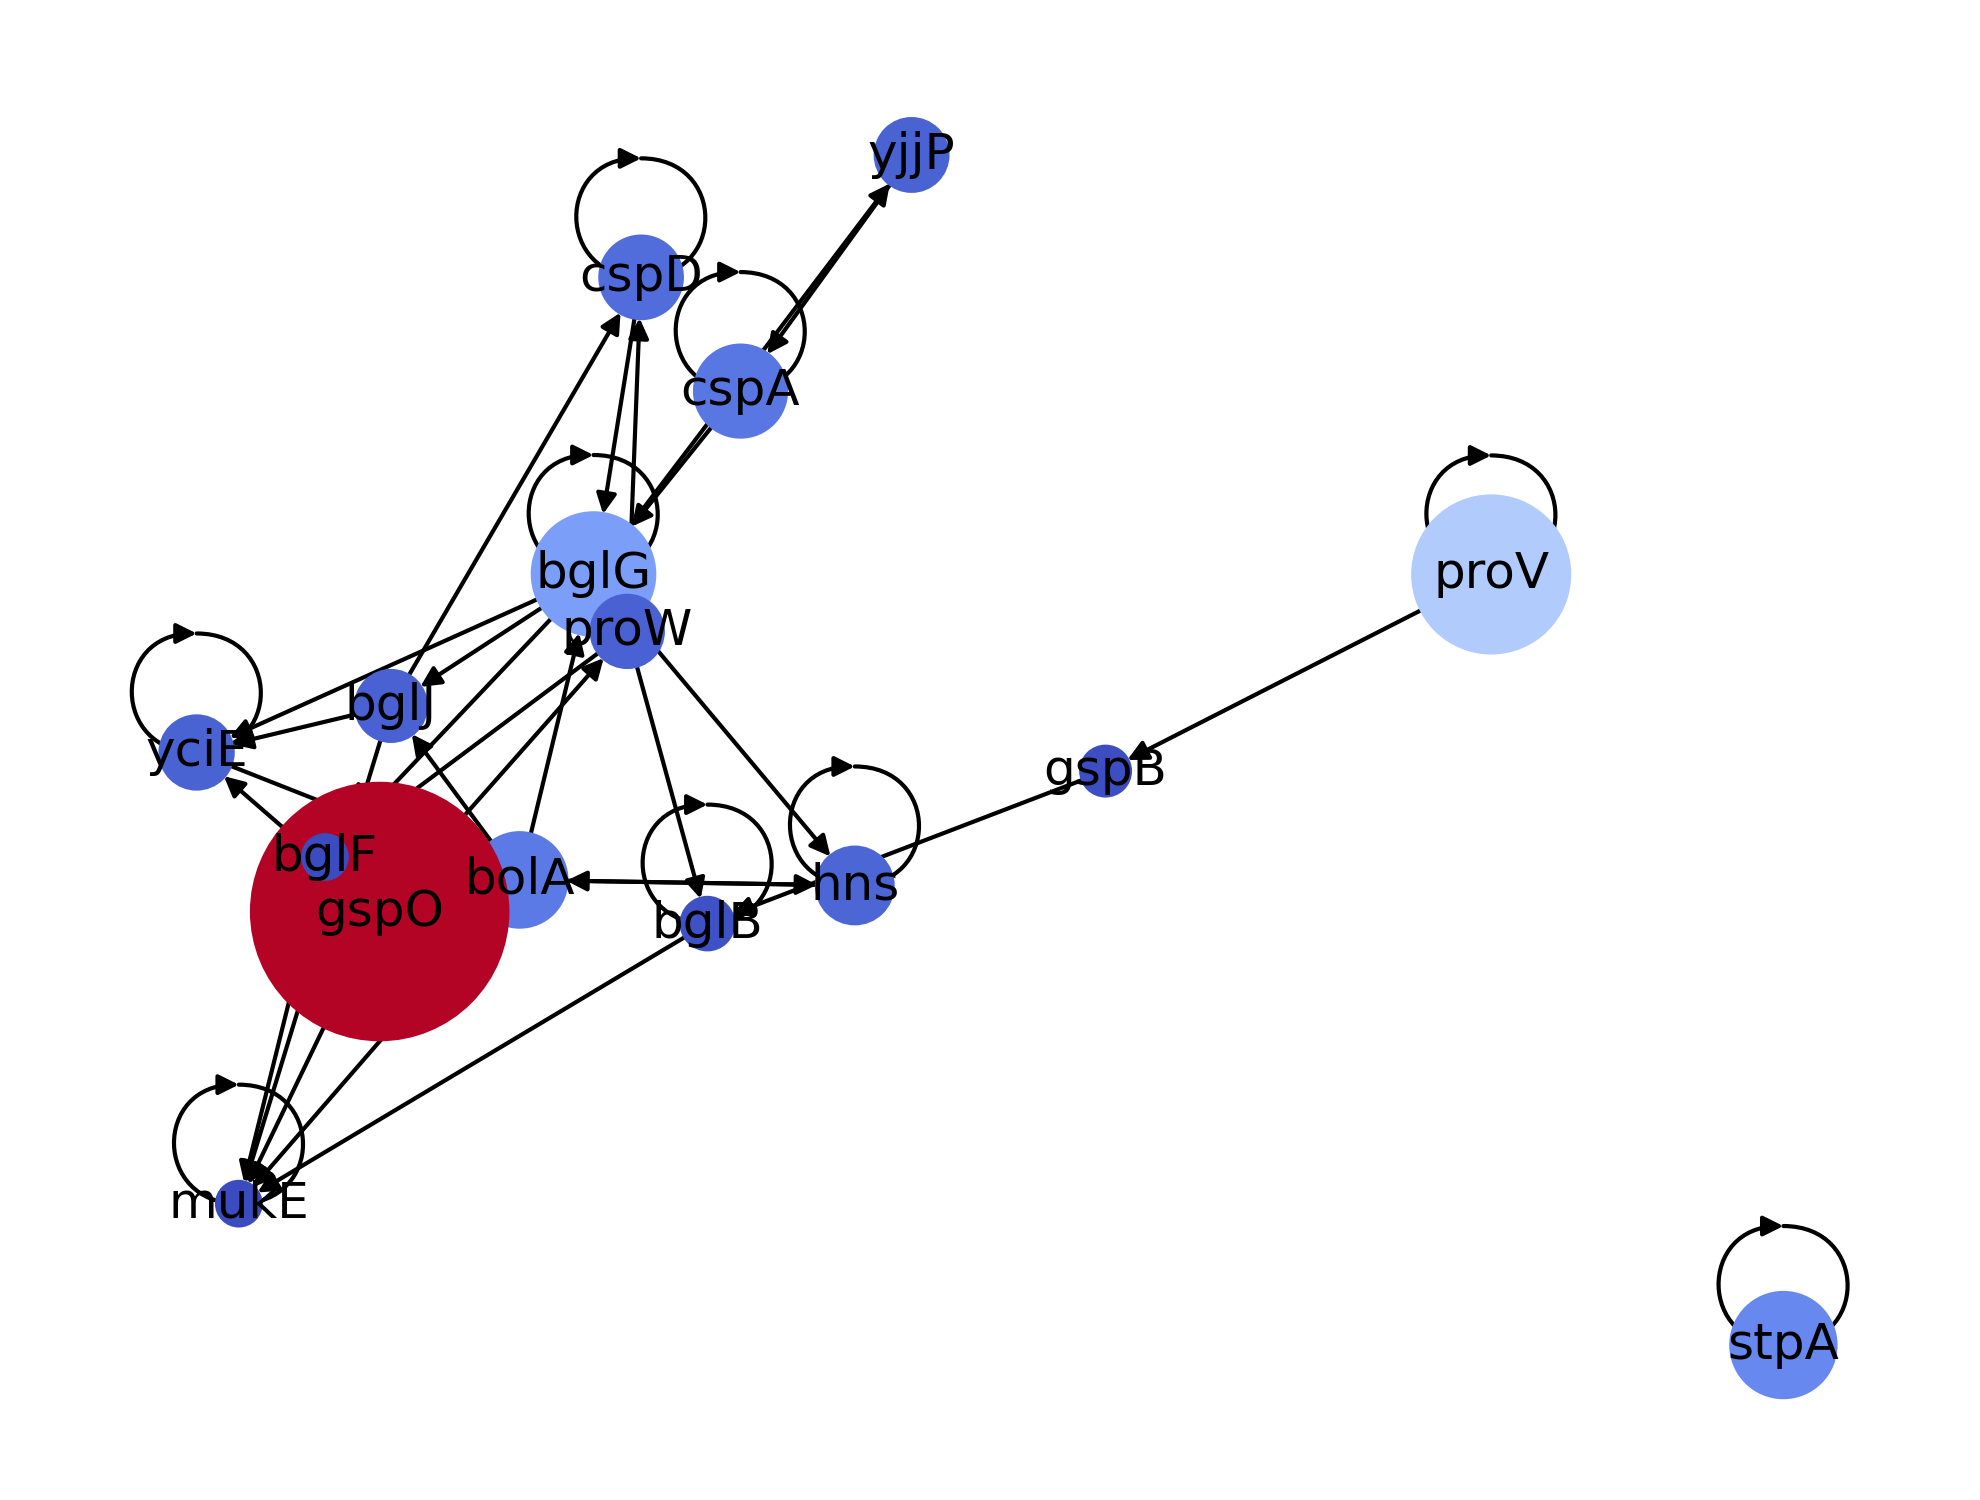 yjjP
cspD
cspA
bglG
proV
proW
bglJ
yciE
gspB
bglF
bolA
hns
gspO
bglB
mukE
stpA